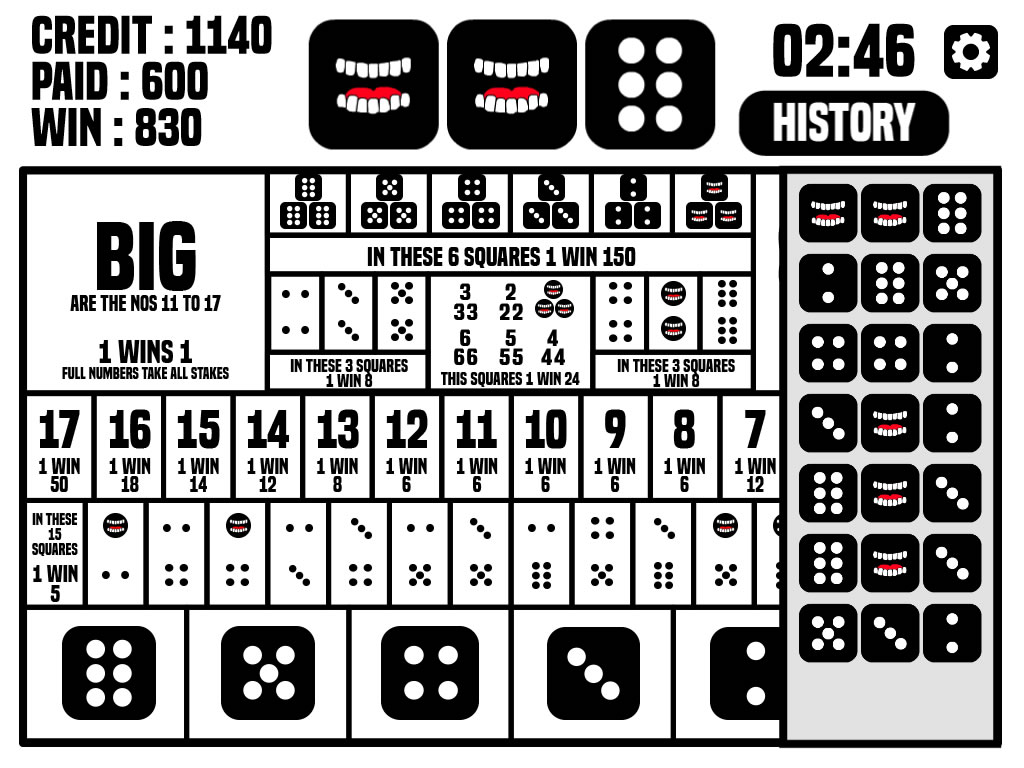 CREDIT : 1140
PAID : 600
WIN : 830
02:46
HISTORY
BIG
ARE THE NOS 11 TO 17
1 WINS 1
FULL NUMBERS TAKE ALL STAKES
IN THESE 6 SQUARES 1 WIN 150
3 2
33 22
6 5 4
66 55 44
IN THESE 3 SQUARES
1 WIN 8
THIS SQUARES 1 WIN 24
IN THESE 3 SQUARES
1 WIN 8
17 16 15 14 13 12 11 10 9 8 7
1 WIN 1 WIN 1 WIN 1 WIN 1 WIN 1 WIN 1 WIN 1 WIN 1 WIN 1 WIN 1 WIN
50 18 14 12 8 6 6 6 6 6 12
IN THESE
15
SQUARES
1 WIN
5